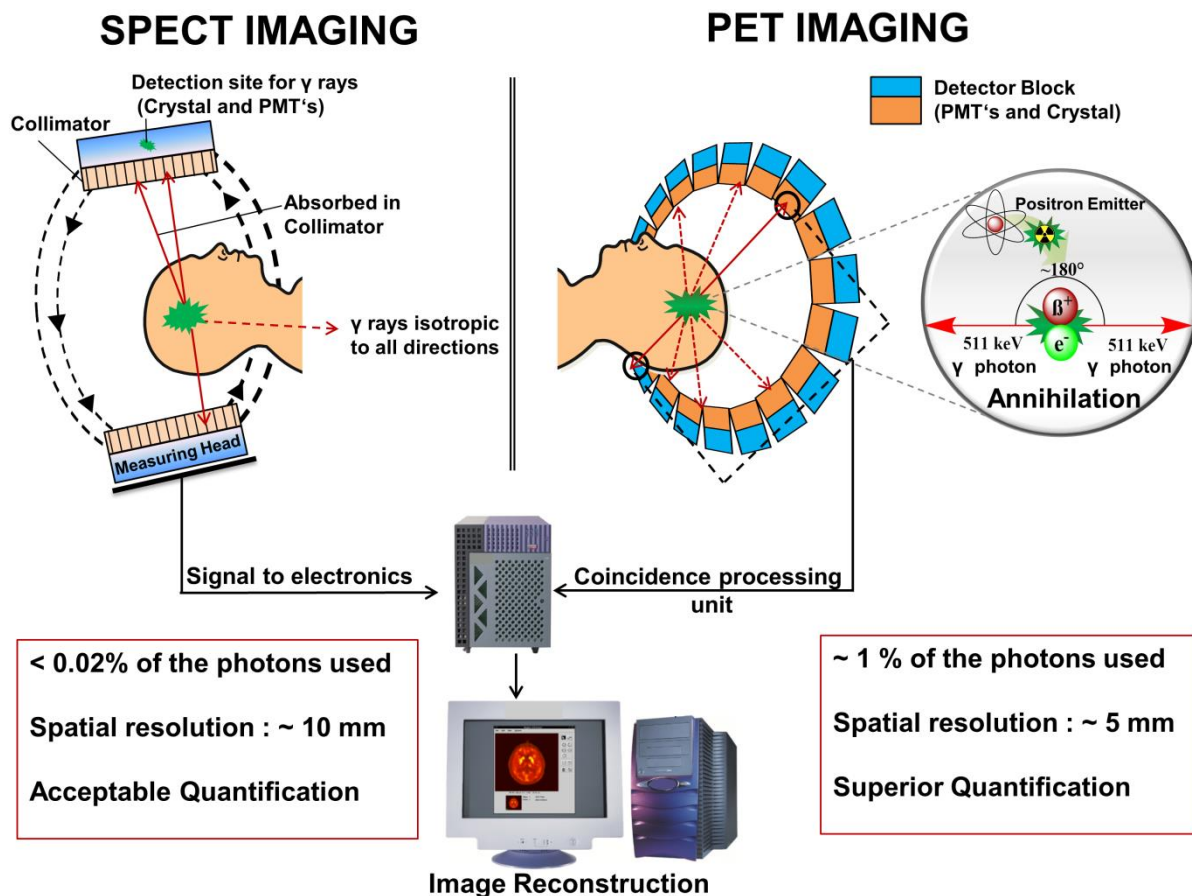 SPECT IMAGING
Detection site for γ rays
(Crystal and PMT's)
Collimator
Absorbed in
Collimator
γ rays isotropic
to all directions
Measuring Head
PET IMAGING
Detector Block
(PMT's and Crystal)
Positron Emitter
~180°
ß+
e-
511 keV
γ photon
511 keV
γ photon
Annihilation
Signal to electronics
Coincidence processing
unit
< 0.02% of the photons used
Spatial resolution : ~ 10 mm
Acceptable Quantification
~ 1 % of the photons used
Spatial resolution : ~ 5 mm
Superior Quantification
Image Reconstruction